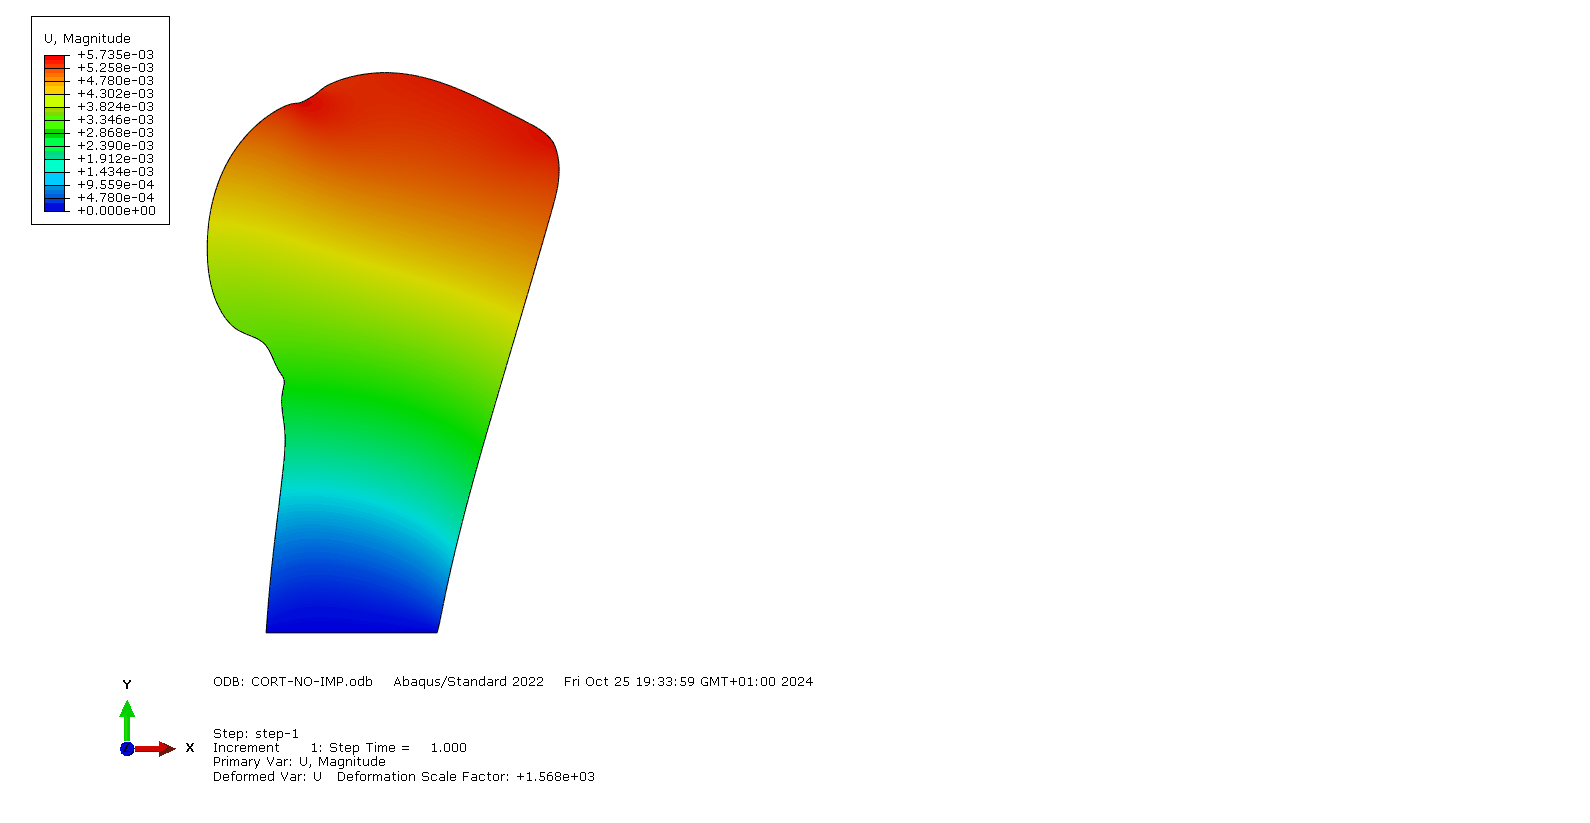 U, Magnitude
+5.735e-03
+5.258e-03
+4.780e-03
+4.302e-03
+3.824e-03
+3.346e-03
+2.868e-03
+2.390e-03
+1.912e-03
+1.434e-03
+9.559e-04
+4.780e-04
+0.000e+00
Y
X
ODB: CORT-NO-IMP.odb Abaqus/Standard 2022 Fri Oct 25 19:33:59 GMT+01:00 2024
Step: step-1
Increment 1: Step Time = 1.000
Primary Var: U, Magnitude
Deformed Var: U Deformation Scale Factor: +1.568e+03